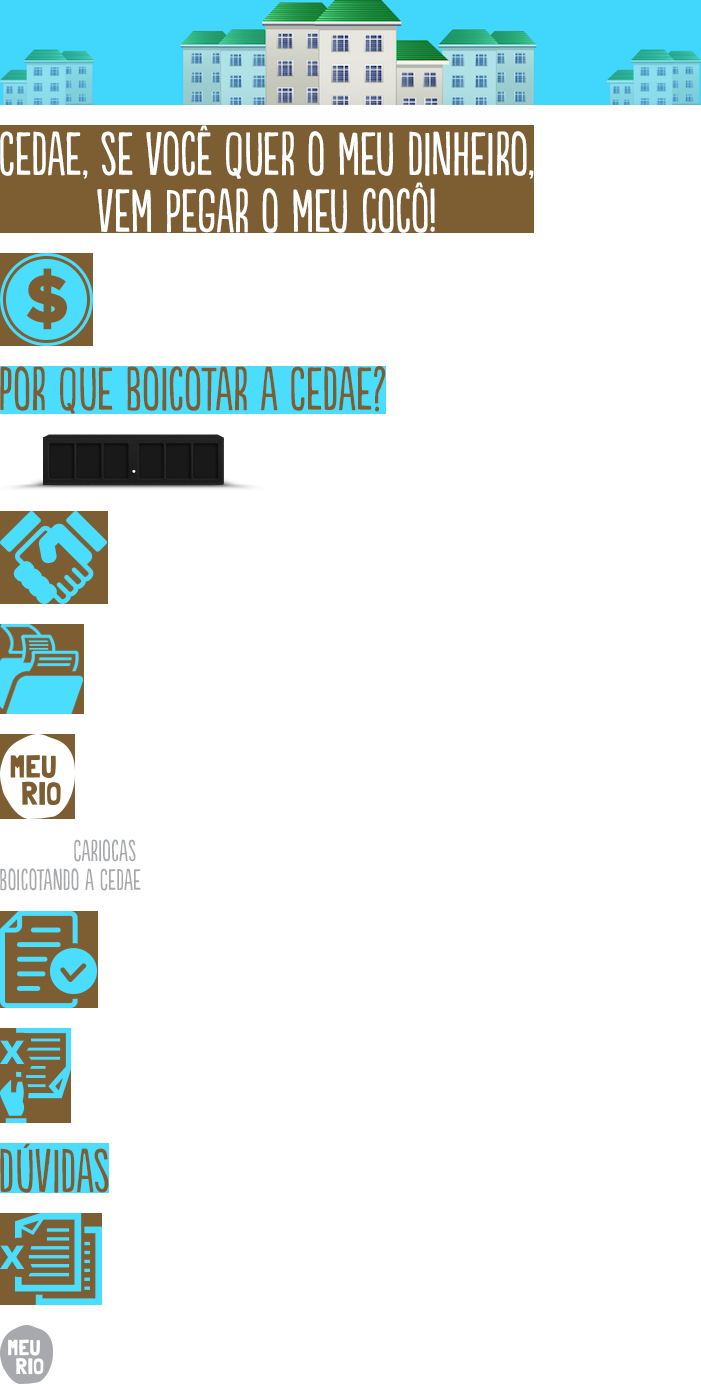 CEDAE, SE VOCÊ QUER O MEU DINHEIRO,
VEM PEGAR O MEU COCÔ!
$
POR QUE BOICOTAR A CEDAE?
MEU
RIO
CARIOCAS
BOICOTANDO A CEDAE
X
DÚVIDAS
X
MEU
RIO